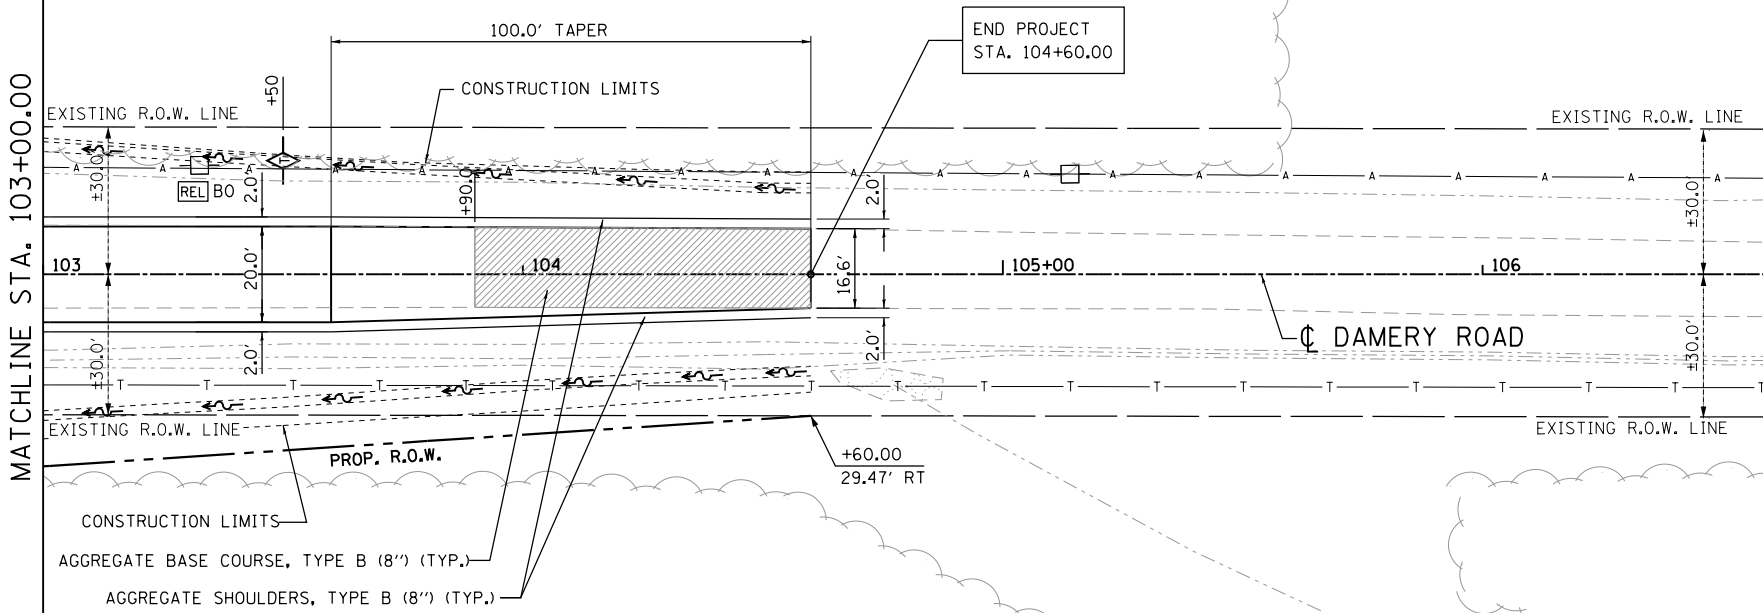 MATCHLINE STA. 103+00.00
100.0' TAPER
END PROJECT
STA. 104+60.00
+50
CONSTRUCTION LIMITS
EXISTING R.O.W. LINE
EXISTING R.O.W. LINE
±30.0'
A A A A A A A A A A A A A A A A A A A A
T
REL BO
2.0'
+90.0
2.0'
±30.0'
103
104
105+00
106
20.0'
16.6'
℄ DAMERY ROAD
±30.0'
2.0'
2.0'
±30.0'
T T T T T T T T T T T T T T T T T T T T
EXISTING R.O.W. LINE
EXISTING R.O.W. LINE
PROP. R.O.W.
+60.00
29.47' RT
CONSTRUCTION LIMITS
AGGREGATE BASE COURSE, TYPE B (8'') (TYP.)
AGGREGATE SHOULDERS, TYPE B (8'') (TYP.)